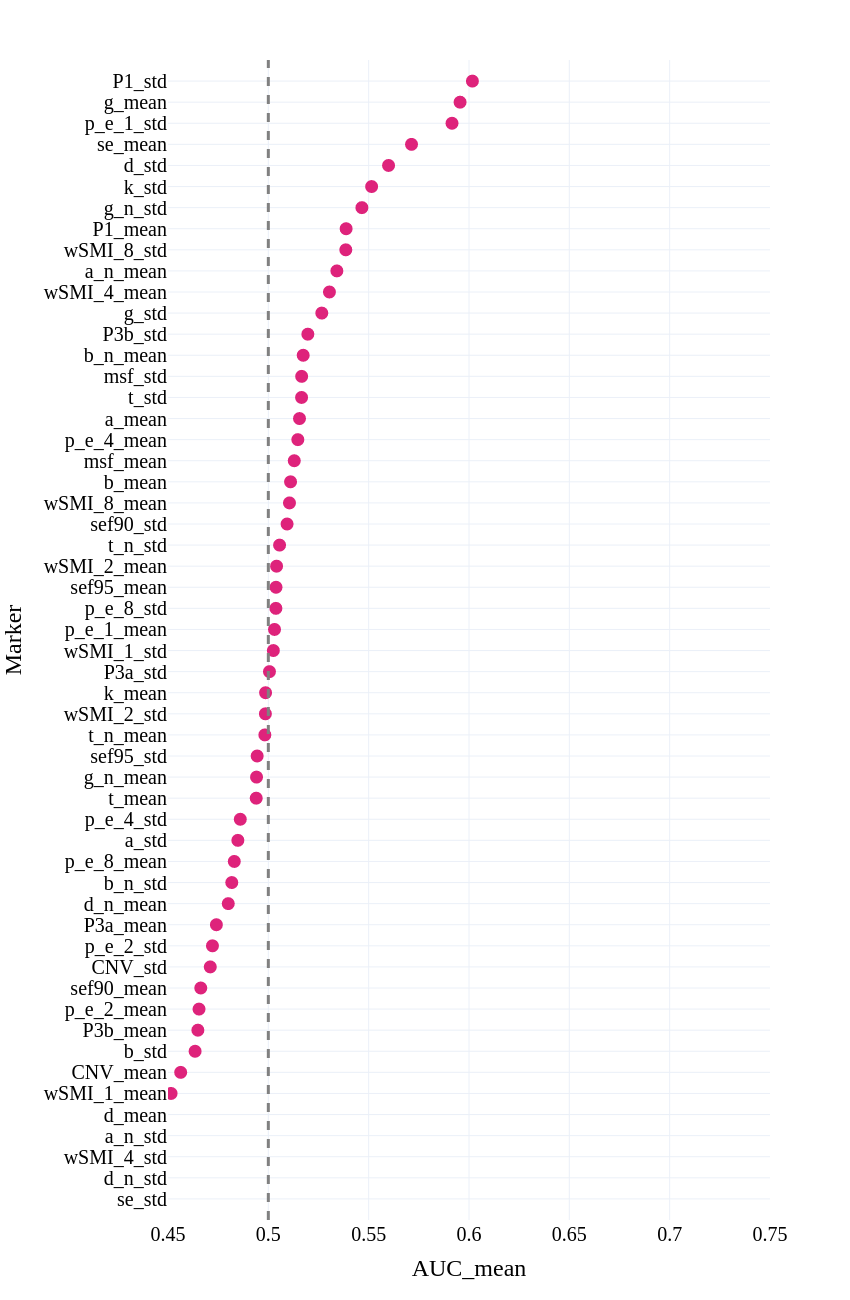 P1_std
g_mean
p_e_1_std
se_mean
d_std
k_std
g_n_std
P1_mean
wSMI_8_std
a_n_mean
wSMI_4_mean
g_std
P3b_std
b_n_mean
msf_std
t_std
a_mean
p_e_4_mean
msf_mean
b_mean
wSMI_8_mean
sef90_std
t_n_std
wSMI_2_mean
sef95_mean
p_e_8_std
p_e_1_mean
wSMI_1_std
P3a_std
k_mean
wSMI_2_std
t_n_mean
sef95_std
g_n_mean
t_mean
p_e_4_std
a_std
p_e_8_mean
b_n_std
d_n_mean
P3a_mean
p_e_2_std
CNV_std
sef90_mean
p_e_2_mean
P3b_mean
b_std
CNV_mean
wSMI_1_mean
d_mean
a_n_std
wSMI_4_std
d_n_std
se_std
Marker
0.45 0.5 0.55 0.6 0.65 0.7 0.75
AUC_mean